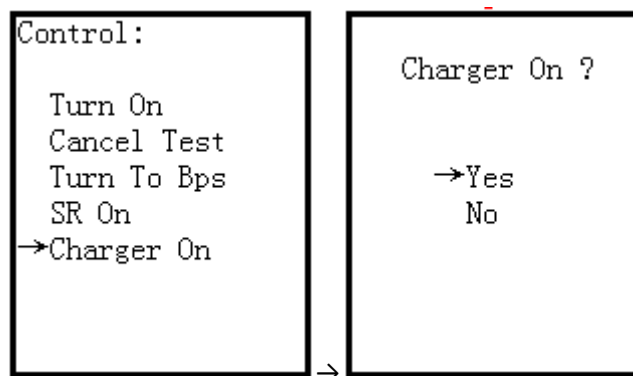 Control:
Turn On
Cancel Test
Turn To Bps
SR On
→Charger On
→
Charger On ?
→Yes
No